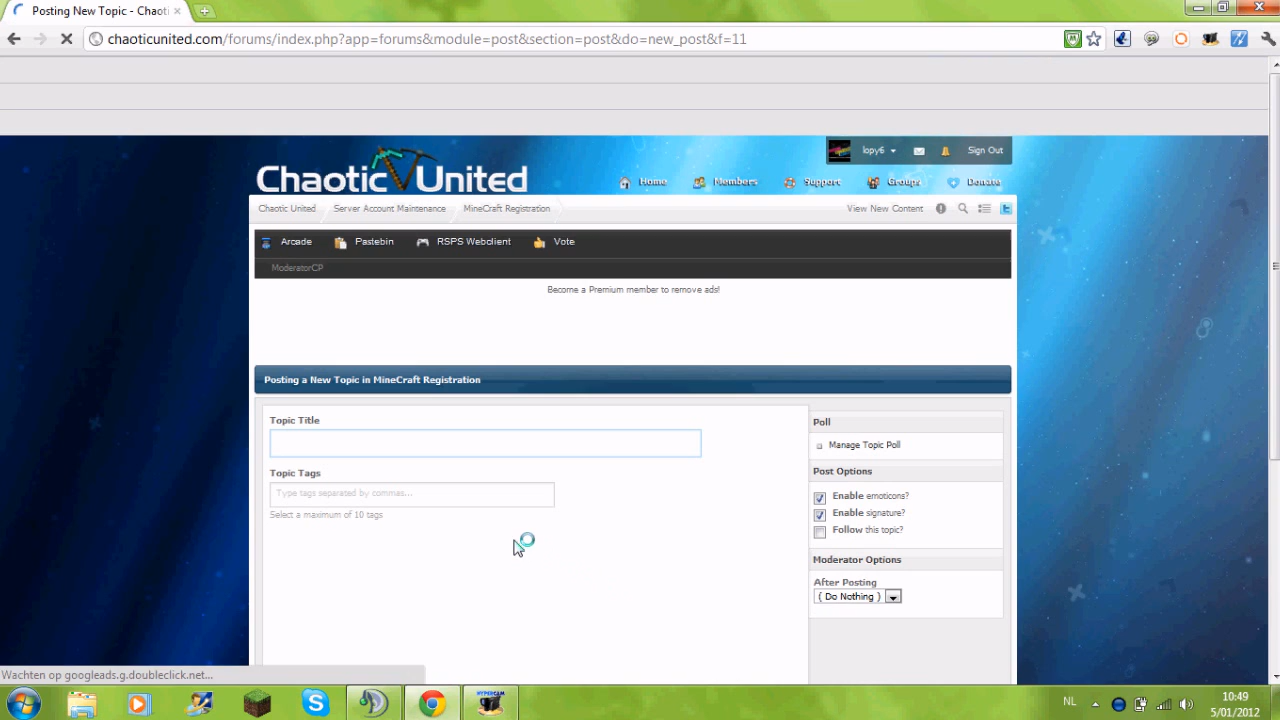 Posting New Topic - Chaoti
chaoticunited.com/forums/index.php?app=forums&module=post&section=post&do=new_post&f=11
lopy6
Sign Out
Chaotic United
Home
Members
Support
Groups
Donate
Chaotic United
Server Account Maintenance
MineCraft Registration
View New Content
Arcade
Pastebin
RSPS Webclient
Vote
ModeratorCP
Become a Premium member to remove ads!
Posting a New Topic in MineCraft Registration
Topic Title
Topic Tags
Type tags separated by commas...
Select a maximum of 10 tags
Poll
Manage Topic Poll
Post Options
Enable emoticons?
Enable signature?
Follow this topic?
Moderator Options
After Posting
{ Do Nothing }
Wachten op googleads.g.doubleclick.net...
HYPERCAM
NL
10:49
5/01/2012